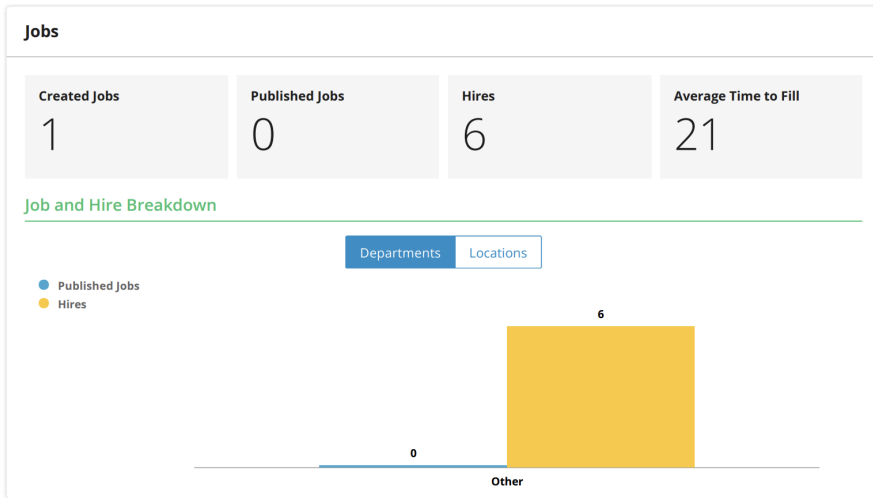 Jobs
Created Jobs
1
Published Jobs
0
Hires
6
Average Time to Fill
21
Job and Hire Breakdown
Departments
Locations
Published Jobs
Hires
6
0
Other